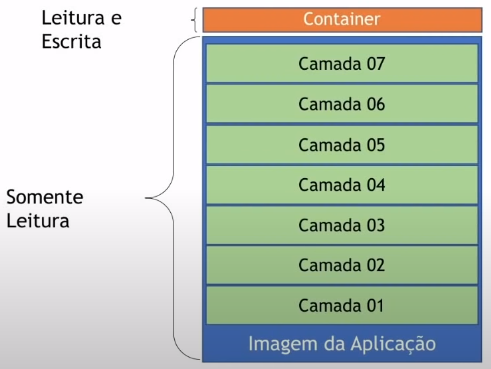 Leitura e
Escrita
Container
Camada 07
Camada 06
Camada 05
Camada 04
Somente
Leitura
Camada 03
Camada 02
Camada 01
Imagem da Aplicação